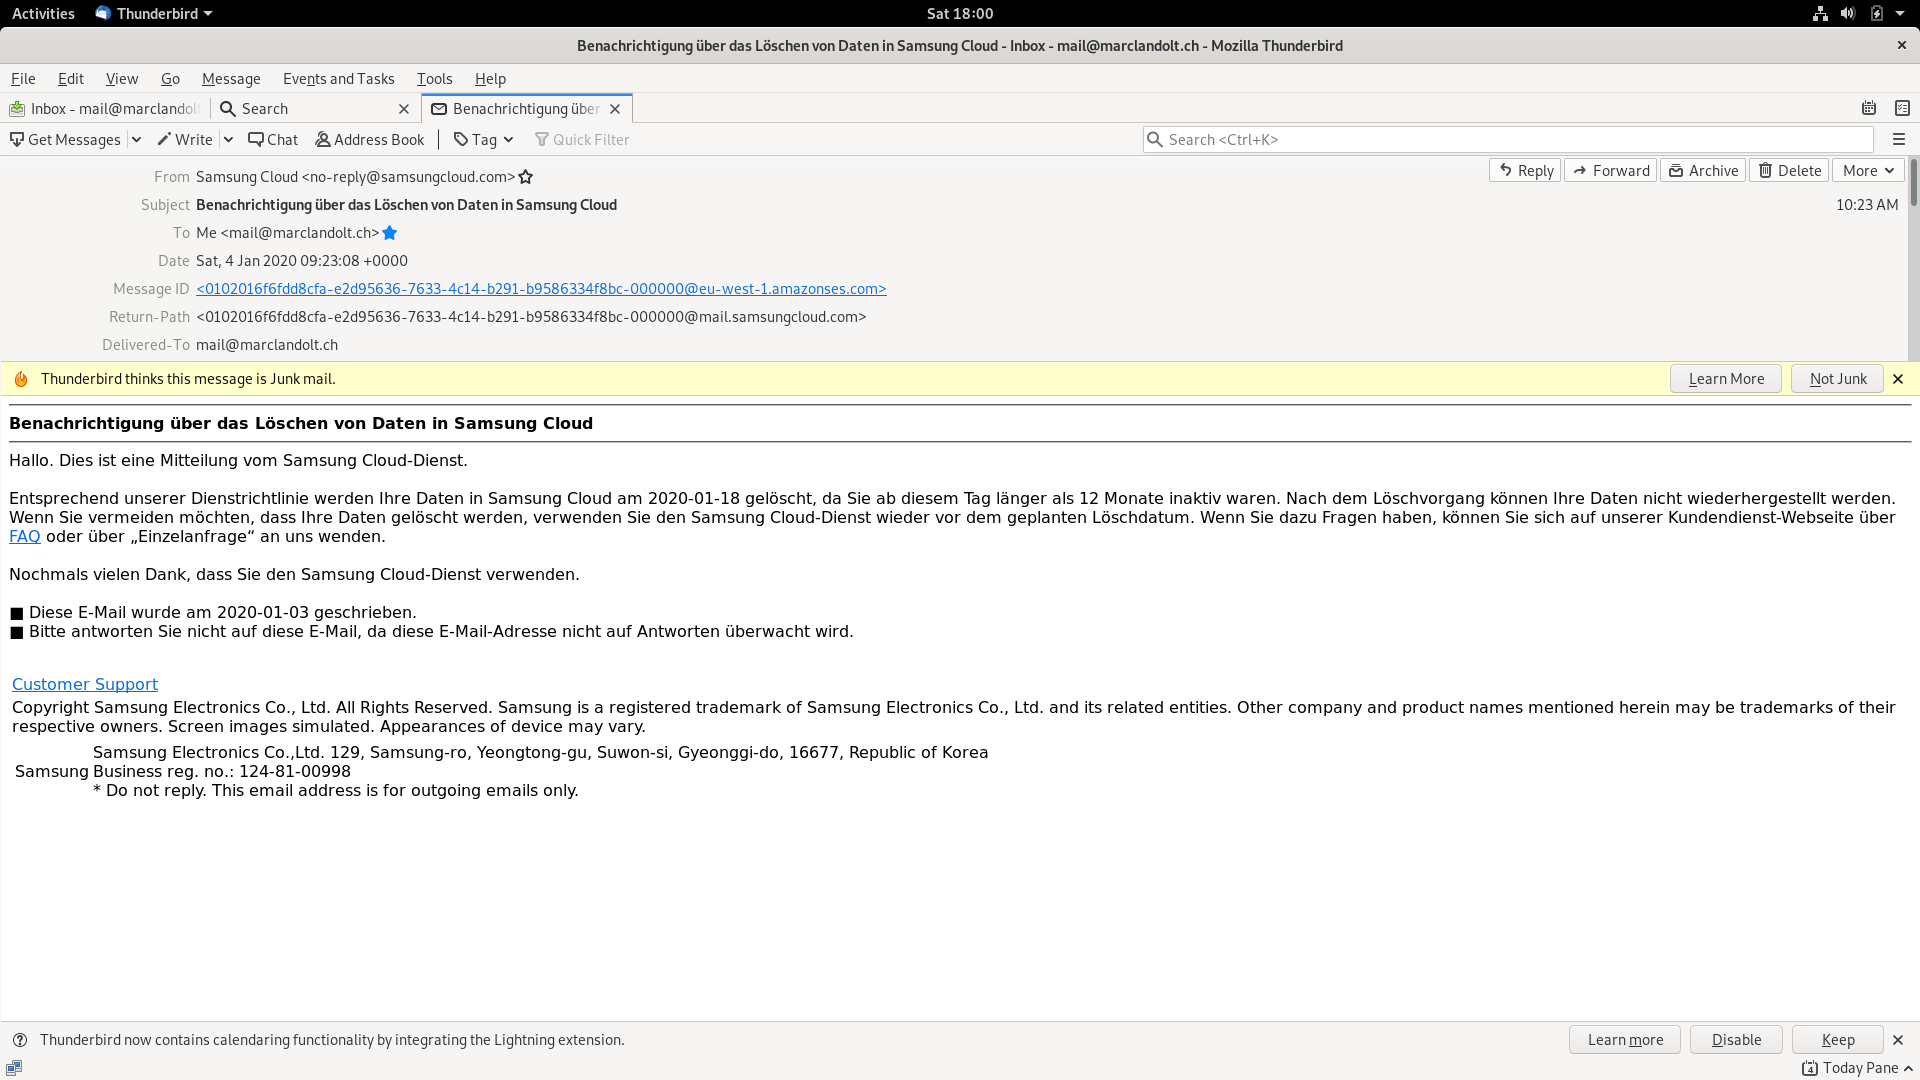 Activities Thunderbird Sat 18:00
Benachrichtigung über das Löschen von Daten in Samsung Cloud - Inbox - mail@marclandolt.ch - Mozilla Thunderbird
File Edit View Go Message Events and Tasks Tools Help
Inbox - mail@marclandolt Search Benachrichtigung über
Get Messages Write Chat Address Book Tag Quick Filter Search <Ctrl+K>
From Samsung Cloud <no-reply@samsungcloud.com> Reply Forward Archive Delete More
Subject Benachrichtigung über das Löschen von Daten in Samsung Cloud 10:23 AM
To Me <mail@marclandolt.ch>
Date Sat, 4 Jan 2020 09:23:08 +0000
Message ID <0102016f6fdd8cfa-e2d95636-7633-4c14-b291-b9586334f8bc-000000@eu-west-1.amazonses.com>
Return-Path <0102016f6fdd8cfa-e2d95636-7633-4c14-b291-b9586334f8bc-000000@mail.samsungcloud.com>
Delivered-To mail@marclandolt.ch
Thunderbird thinks this message is Junk mail. Learn More Not Junk
Benachrichtigung über das Löschen von Daten in Samsung Cloud
Hallo. Dies ist eine Mitteilung vom Samsung Cloud-Dienst.
Entsprechend unserer Dienstrichtlinie werden Ihre Daten in Samsung Cloud am 2020-01-18 gelöscht, da Sie ab diesem Tag länger als 12 Monate inaktiv waren. Nach dem Löschvorgang können Ihre Daten nicht wiederhergestellt werden.
Wenn Sie vermeiden möchten, dass Ihre Daten gelöscht werden, verwenden Sie den Samsung Cloud-Dienst wieder vor dem geplanten Löschdatum. Wenn Sie dazu Fragen haben, können Sie sich auf unserer Kundendienst-Webseite über
FAQ oder über „Einzelanfrage“ an uns wenden.
Nochmals vielen Dank, dass Sie den Samsung Cloud-Dienst verwenden.
■ Diese E-Mail wurde am 2020-01-03 geschrieben.
■ Bitte antworten Sie nicht auf diese E-Mail, da diese E-Mail-Adresse nicht auf Antworten überwacht wird.
Customer Support
Copyright Samsung Electronics Co., Ltd. All Rights Reserved. Samsung is a registered trademark of Samsung Electronics Co., Ltd. and its related entities. Other company and product names mentioned herein may be trademarks of their
respective owners. Screen images simulated. Appearances of device may vary.
Samsung Electronics Co.,Ltd. 129, Samsung-ro, Yeongtong-gu, Suwon-si, Gyeonggi-do, 16677, Republic of Korea
Samsung Business reg. no.: 124-81-00998
* Do not reply. This email address is for outgoing emails only.
Thunderbird now contains calendaring functionality by integrating the Lightning extension. Learn more Disable Keep
4 Today Pane